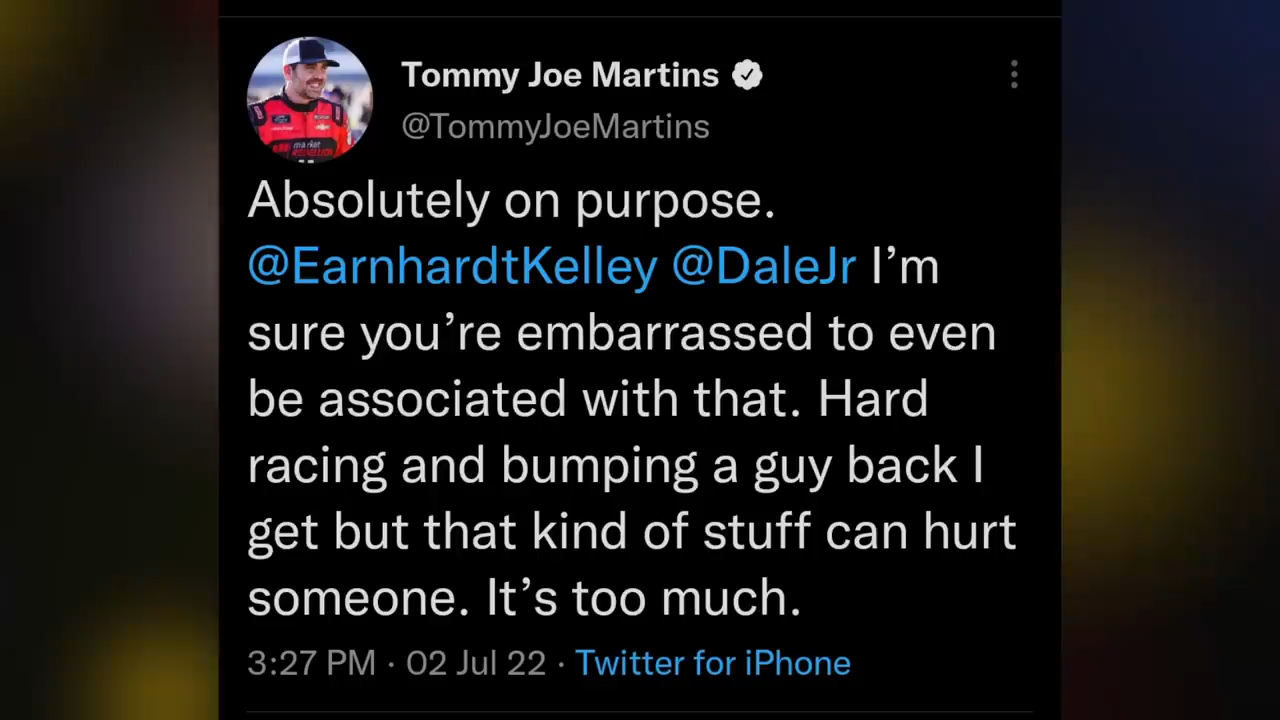 Tommy Joe Martins
@TommyJoeMartins
Absolutely on purpose.
@EarnhardtKelley @DaleJr I’m
sure you’re embarrassed to even
be associated with that. Hard
racing and bumping a guy back I
get but that kind of stuff can hurt
someone. It’s too much.
3:27 PM · 02 Jul 22 · Twitter for iPhone